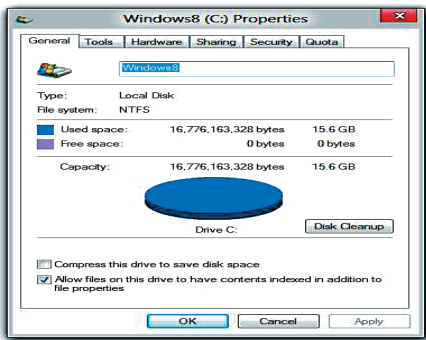 Windows8 (C:) Properties
General Tools Hardware Sharing Security Quota
Windows8
Type: Local Disk
File system: NTFS
Used space: 16,776,163,328 bytes 15.6 GB
Free space: 0 bytes 0 bytes
Capacity: 16,776,163,328 bytes 15.6 GB
Drive C:
Disk Cleanup
Compress this drive to save disk space
Allow files on this drive to have contents indexed in addition to
file properties
OK Cancel Apply